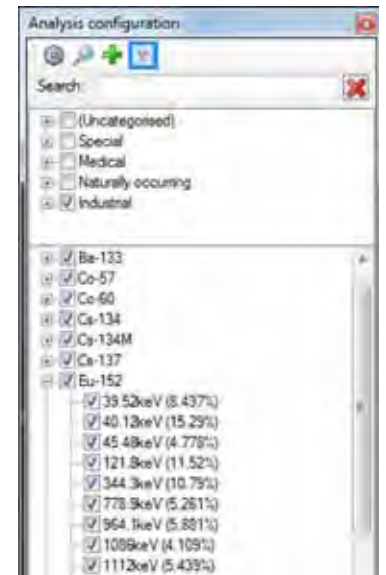 Analysis configuration
Search:
(Uncategorised)
Special
Medical
Naturally occurring
Industrial
Ba-133
Co-57
Co-60
Cs-134
Cs-134M
Cs-137
Eu-152
39.52keV (8.437%)
40.12keV (15.29%)
45.48keV (4.778%)
121.8keV (11.52%)
344.3keV (10.79%)
778.9keV (5.261%)
964.1keV (5.881%)
1086keV (4.109%)
1112keV (5.439%)